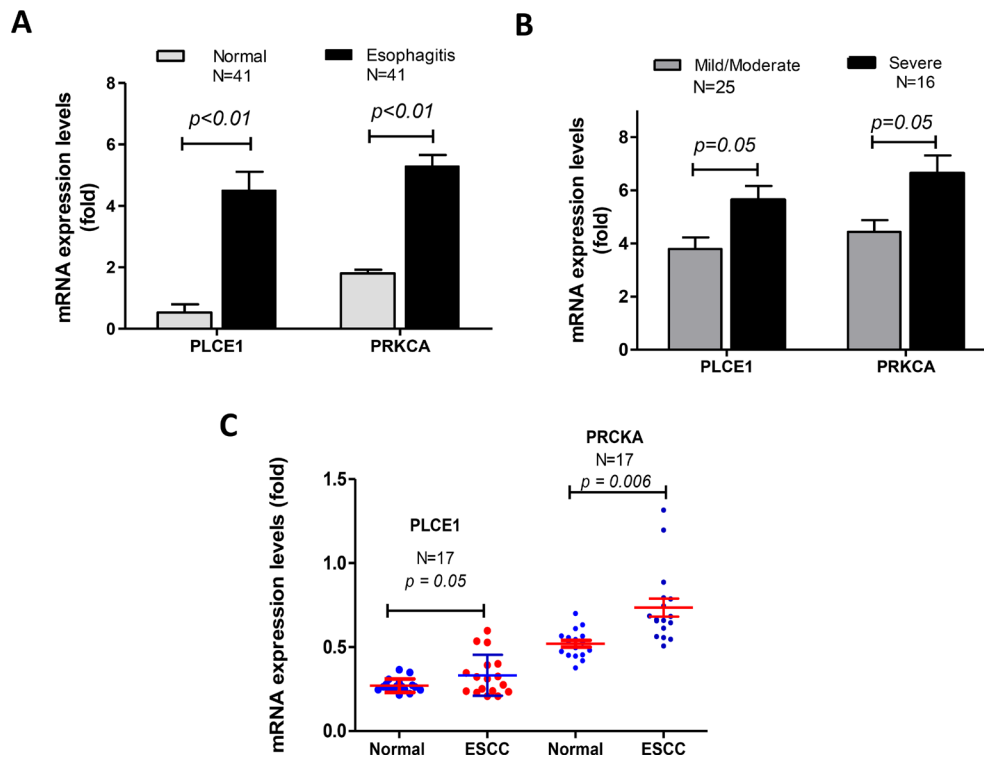 A
Normal
N=41
Esophagitis
N=41
mRNA expression levels
(fold)
8
6
4
2
0
p<0.01
p<0.01
PLCE1
PRKCA
B
Mild/Moderate
N=25
Severe
N=16
mRNA expression levels
(fold)
8
6
4
2
0
p=0.05
p=0.05
PLCE1
PRKCA
C
mRNA expression levels (fold)
1.5
1.0
0.5
0.0
PLCE1
N=17
p = 0.05
PRCKA
N=17
p = 0.006
Normal
ESCC
Normal
ESCC